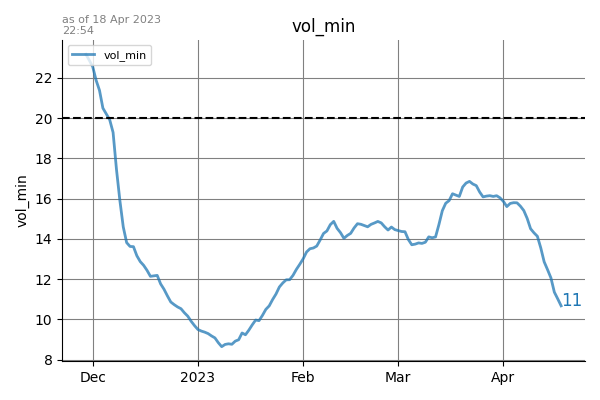 as of 18 Apr 2023
22:54
vol_min
vol_min
22
20
18
16
14
12
10
8
vol_min
11
Dec
2023
Feb
Mar
Apr